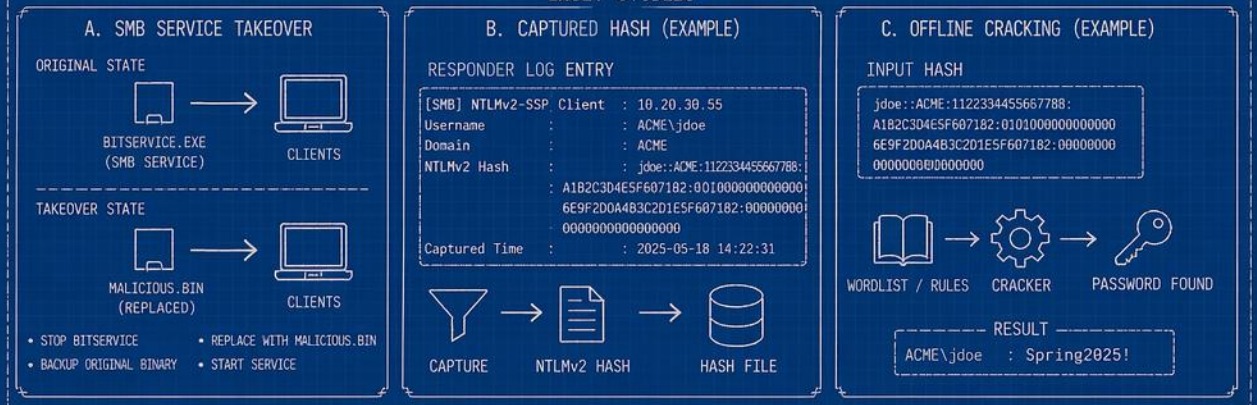 A. SMB SERVICE TAKEOVER
ORIGINAL STATE
BITSERVICE.EXE
(SMB SERVICE)
CLIENTS
TAKEOVER STATE
MALICIOUS.BIN
(REPLACED)
CLIENTS
• STOP BITSERVICE
• REPLACE WITH MALICIOUS.BIN
• BACKUP ORIGINAL BINARY
• START SERVICE
B. CAPTURED HASH (EXAMPLE)
RESPONDER LOG ENTRY
[SMB] NTLMv2-SSP Client : 10.20.30.55
Username : : ACME\jdoe
Domain : : ACME
NTLMv2 Hash : : jdoe::ACME:1122334455667788:
: A1B2C3D4E5F607182:001000000000000
6E9F2D0A4B3C2D1E5F607182:00000000
0000000000000000
Captured Time : : 2025-05-18 14:22:31
CAPTURE
NTLMv2 HASH
HASH FILE
C. OFFLINE CRACKING (EXAMPLE)
INPUT HASH
jdoe::ACME:1122334455667788:
A1B2C3D4E5F607182:0101000000000000
6E9F2D0A4B3C2D1E5F607182:00000000
WORDLIST / RULES
CRACKER
PASSWORD FOUND
RESULT
ACME\jdoe : Spring2025!